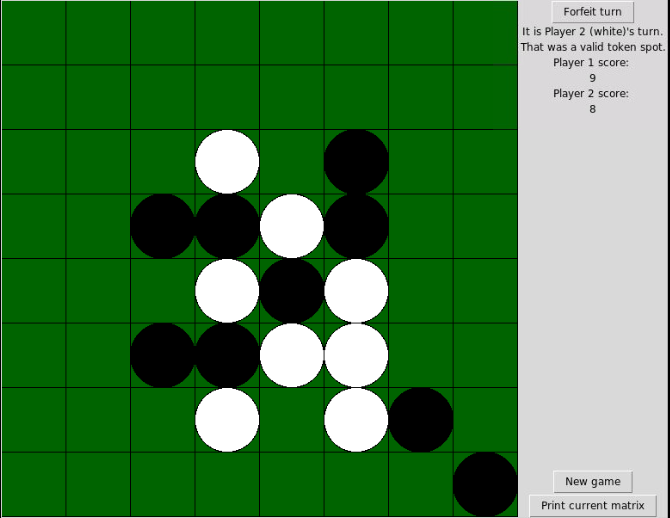 Forfeit turn
It is Player 2 (white)'s turn.
That was a valid token spot.
Player 1 score:
9
Player 2 score:
8
New game
Print current matrix